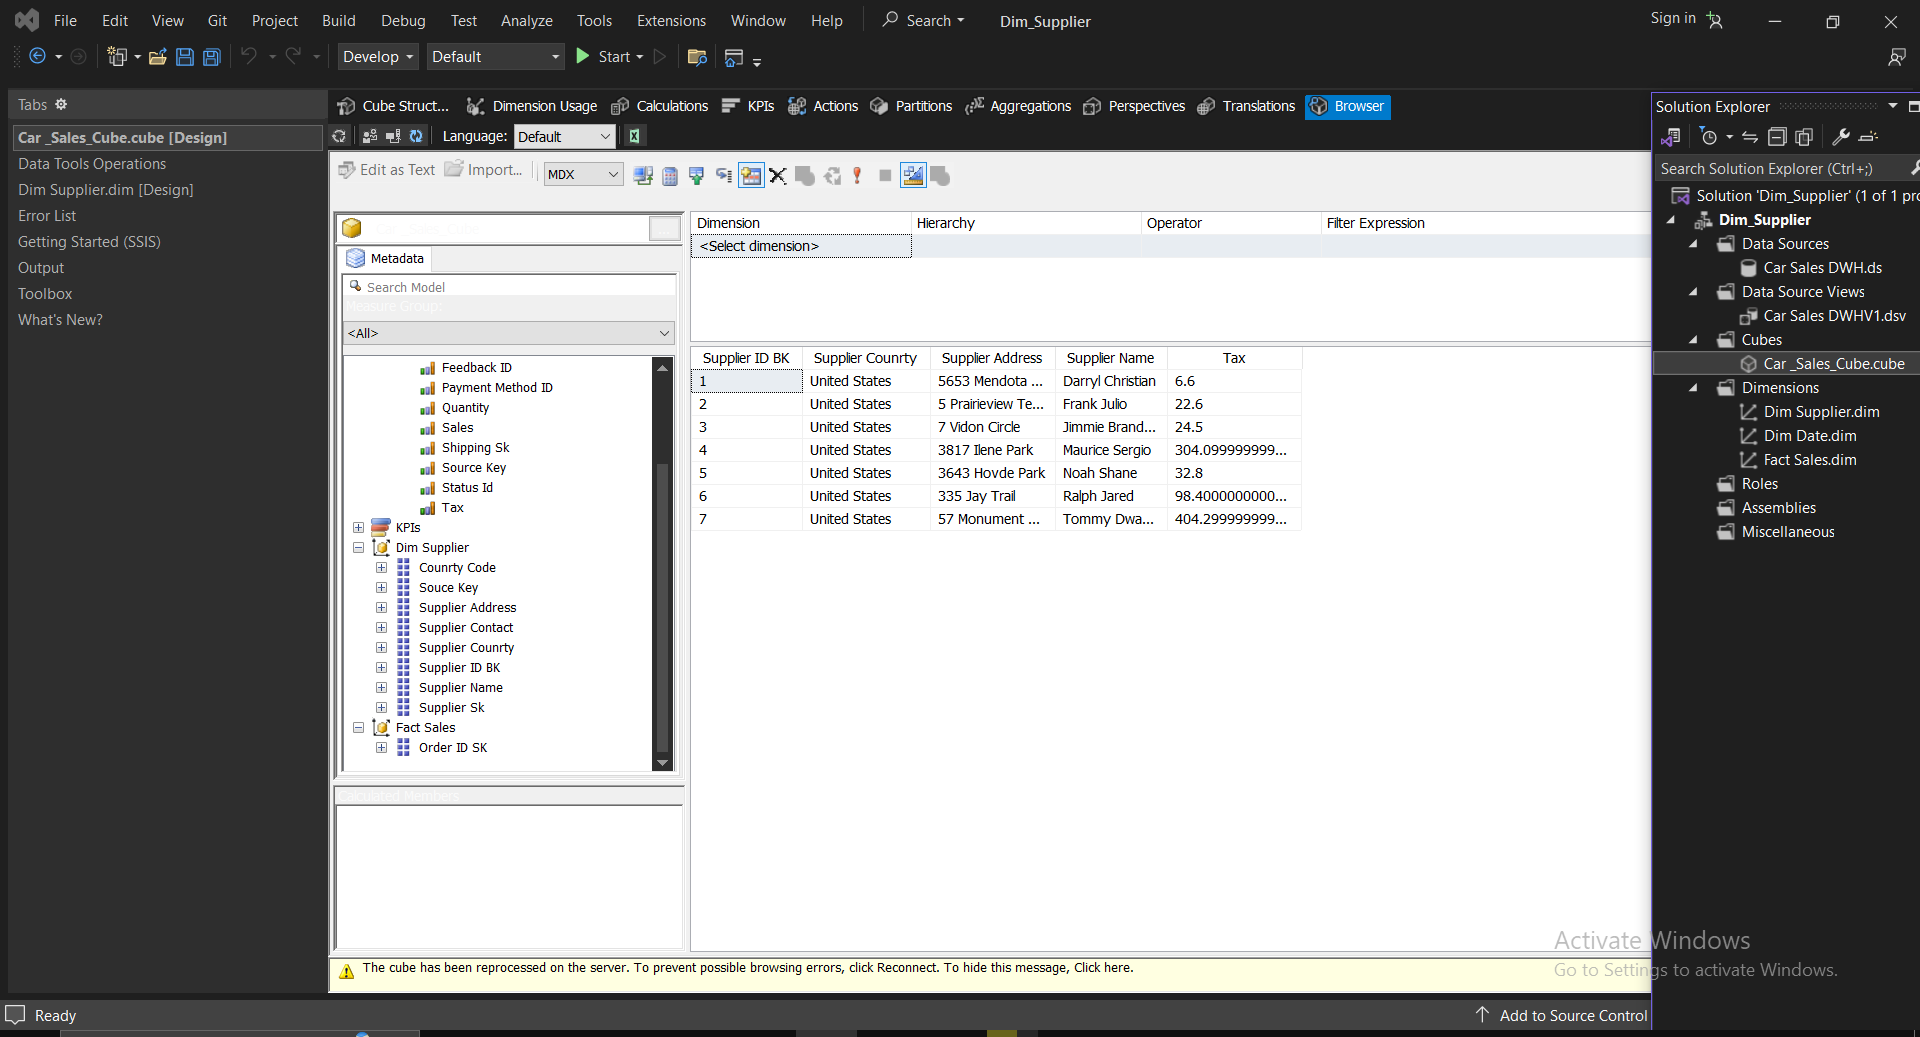 File Edit View Git Project Build Debug Test Analyze Tools Extensions Window Help Search Dim_Supplier Sign in
Develop Default Start
Tabs
Car _Sales_Cube.cube [Design]
Data Tools Operations
Dim Supplier.dim [Design]
Error List
Getting Started (SSIS)
Output
Toolbox
What's New?
Cube Struct... Dimension Usage Calculations KPIs Actions Partitions Aggregations Perspectives Translations Browser
Language: Default
Edit as Text Import... MDX
Metadata
Search Model
Measure Group:
<All>
Feedback ID
Payment Method ID
Quantity
Sales
Shipping Sk
Source Key
Status Id
Tax
KPIs
Dim Supplier
Counrty Code
Souce Key
Supplier Address
Supplier Contact
Supplier Counrty
Supplier ID BK
Supplier Name
Supplier Sk
Fact Sales
Order ID SK
Calculated Members
Dimension Hierarchy Operator Filter Expression
<Select dimension>
Supplier ID BK Supplier Counrty Supplier Address Supplier Name Tax
1 United States 5653 Mendota ... Darryl Christian 6.6
2 United States 5 Prairieview Te... Frank Julio 22.6
3 United States 7 Vidon Circle Jimmie Brand... 24.5
4 United States 3817 Ilene Park Maurice Sergio 304.099999999...
5 United States 3643 Hovde Park Noah Shane 32.8
6 United States 335 Jay Trail Ralph Jared 98.4000000000...
7 United States 57 Monument ... Tommy Dwa... 404.299999999...
The cube has been reprocessed on the server. To prevent possible browsing errors, click Reconnect. To hide this message, Click here.
Solution Explorer
Search Solution Explorer (Ctrl+;)
Solution 'Dim_Supplier' (1 of 1 pro
Dim_Supplier
Data Sources
Car Sales DWH.ds
Data Source Views
Car Sales DWHV1.dsv
Cubes
Car _Sales_Cube.cube
Dimensions
Dim Supplier.dim
Dim Date.dim
Fact Sales.dim
Roles
Assemblies
Miscellaneous
Activate Windows
Go to Settings to activate Windows.
Ready Add to Source Control